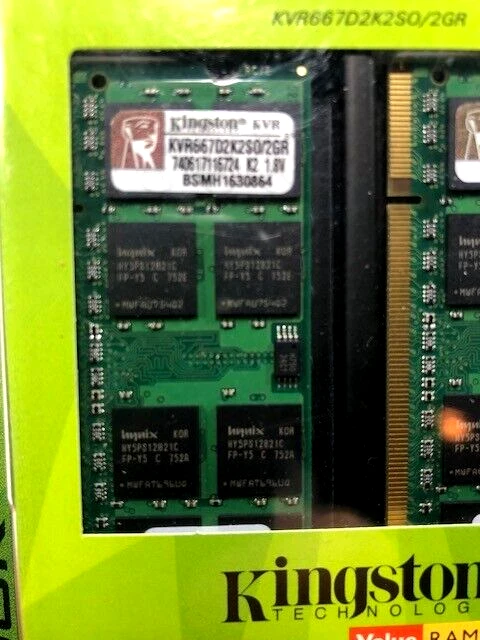 KVR667D2K2SO/2GR
Kingston® KVR
KVR667D2K2SO/2GR
740617116724 K2 1.8V
BSMH1630864
hynix KOR
HY5PS12821C
FP-Y5 C 752E
hynix KOR
HY5PS12821C
FP-Y5 C 752E
hynix KOR
HY5PS12821C
FP-Y5 C 752A
hynix KOR
HY5PS12821C
FP-Y5 C 752A
Kingston
TECHNOLOG
Value RAM